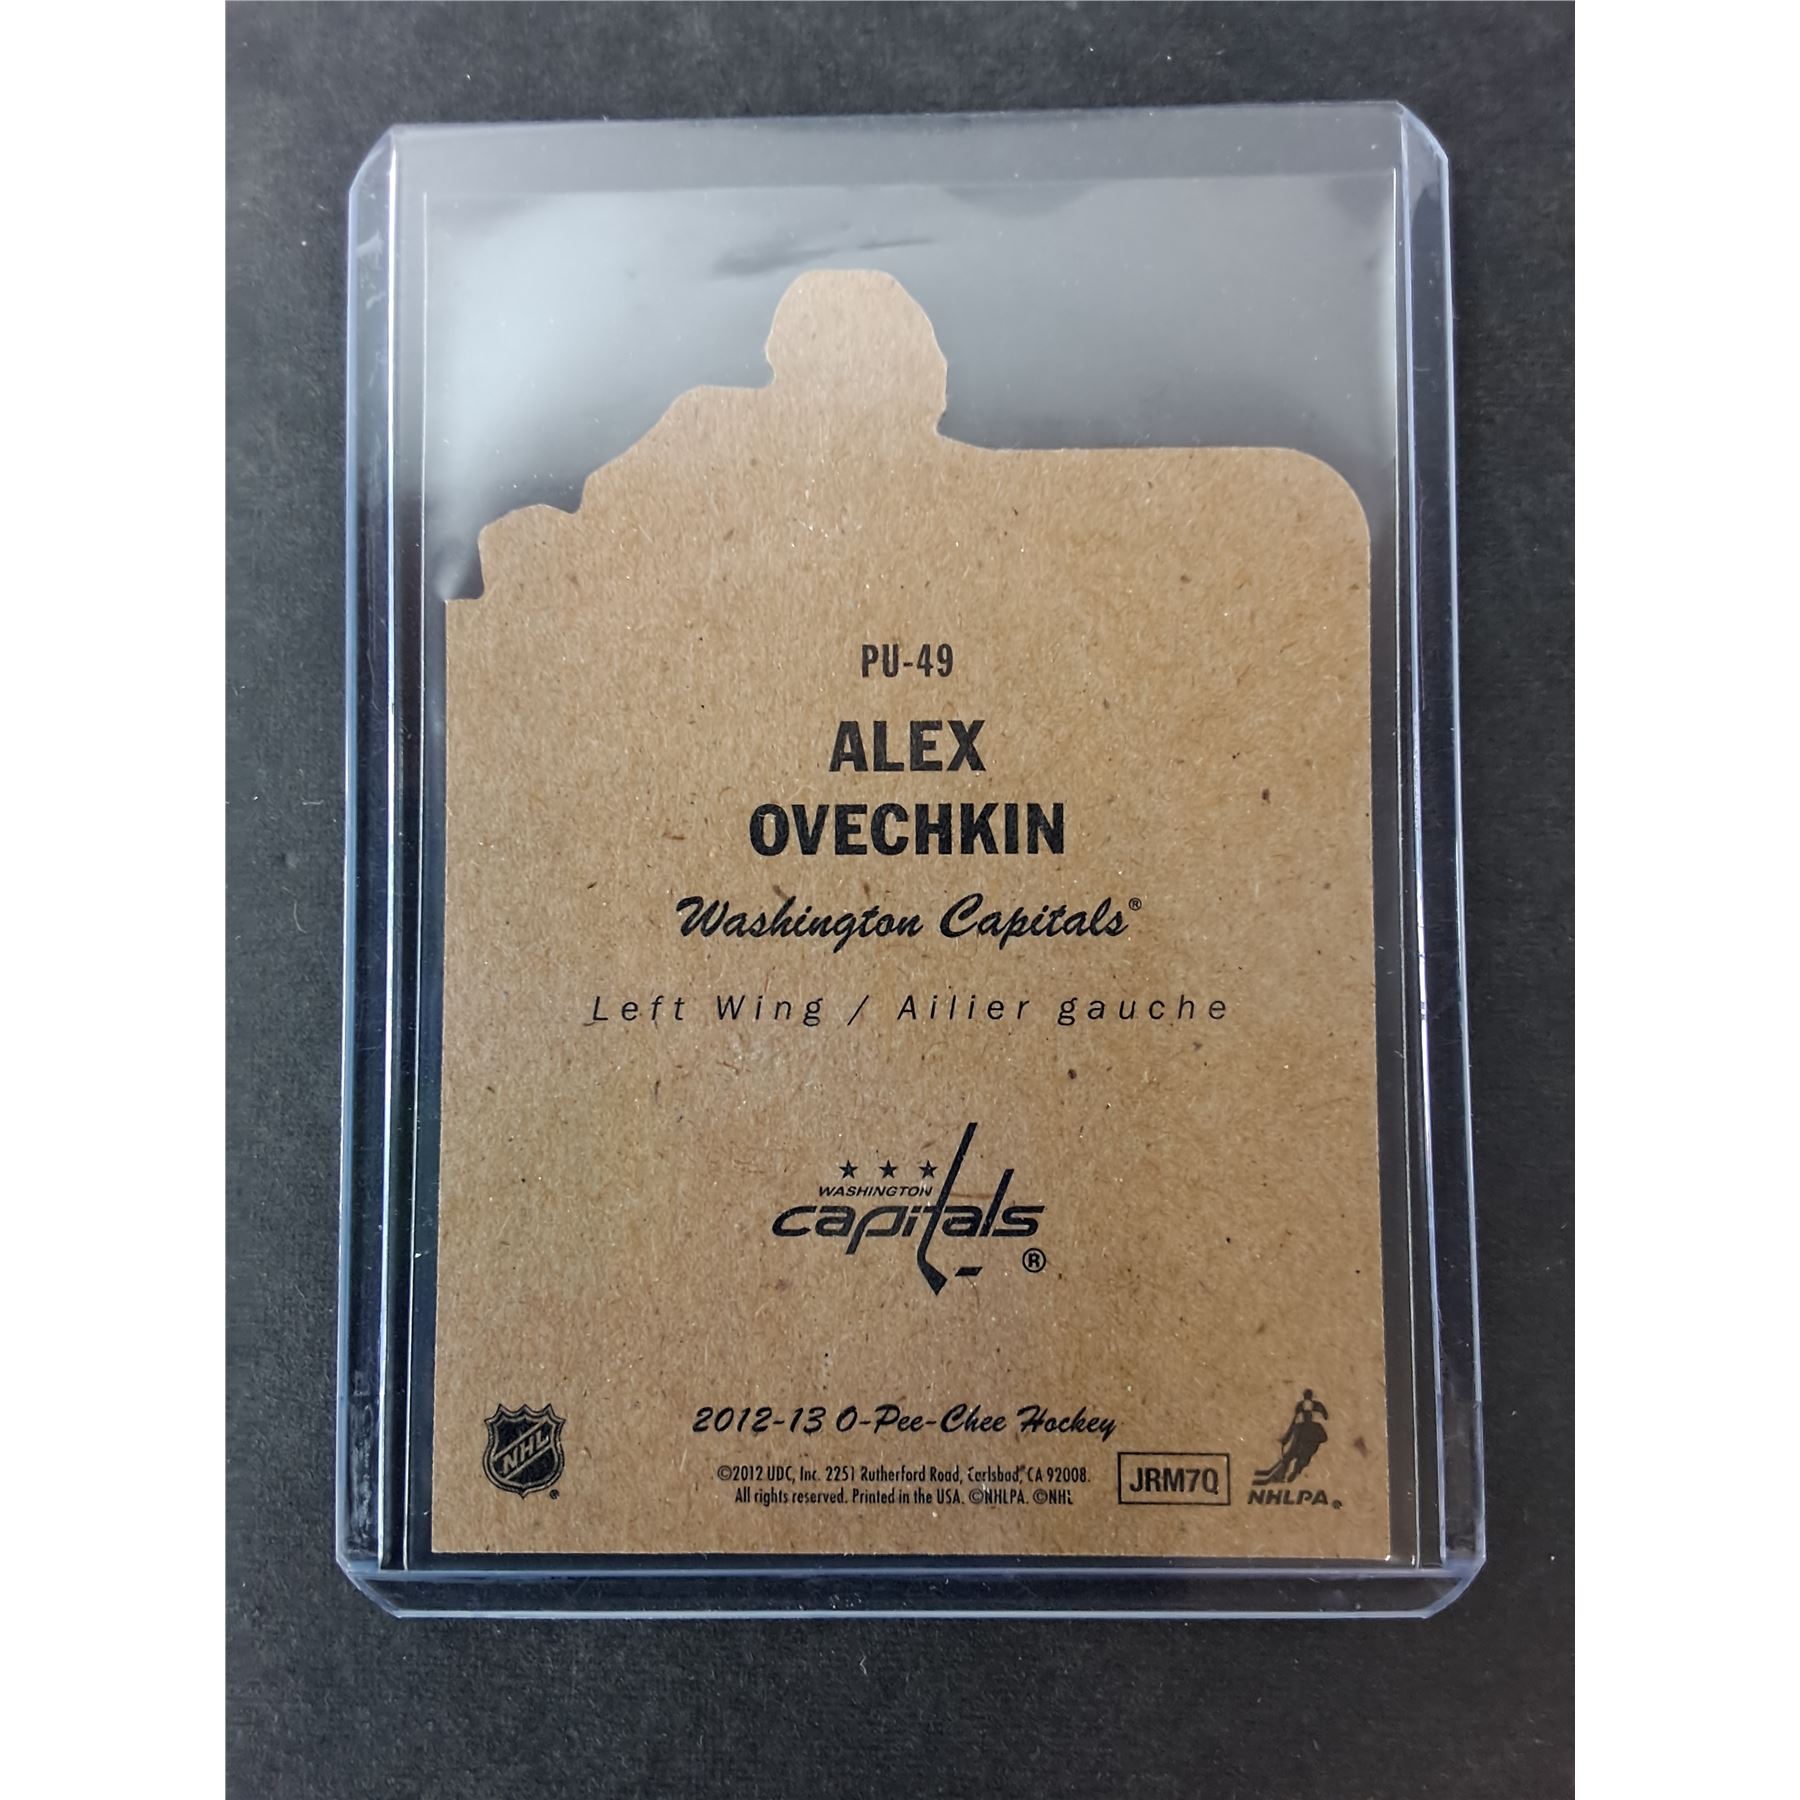 PU-49
ALEX
OVECHKIN
Washington Capitals®
Left Wing / Ailier gauche
WASHINGTON
capitals
®
2012-13 O-Pee-Chee Hockey
NHL
©2012 UDC, Inc. 2251 Rutherford Road, Carlsbad, CA 92008.
All rights reserved. Printed in the USA. ©NHLPA. ©NHL
JRM7Q
NHLPA®